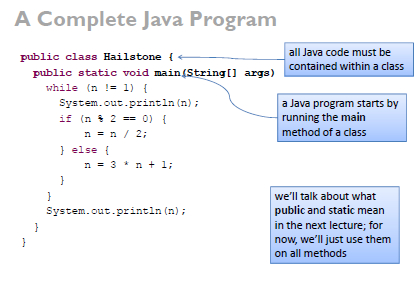 A Complete Java Program
public class Hailstone {
public static void main(String[] args)
while (n != 1) {
System.out.println(n);
if (n % 2 == 0) {
n = n / 2;
} else {
n = 3 * n + 1;
}
}
System.out.println(n);
}
}
all Java code must be
contained within a class
a Java program starts by
running the main
method of a class
we'll talk about what
public and static mean
in the next lecture; for
now, we'll just use them
on all methods